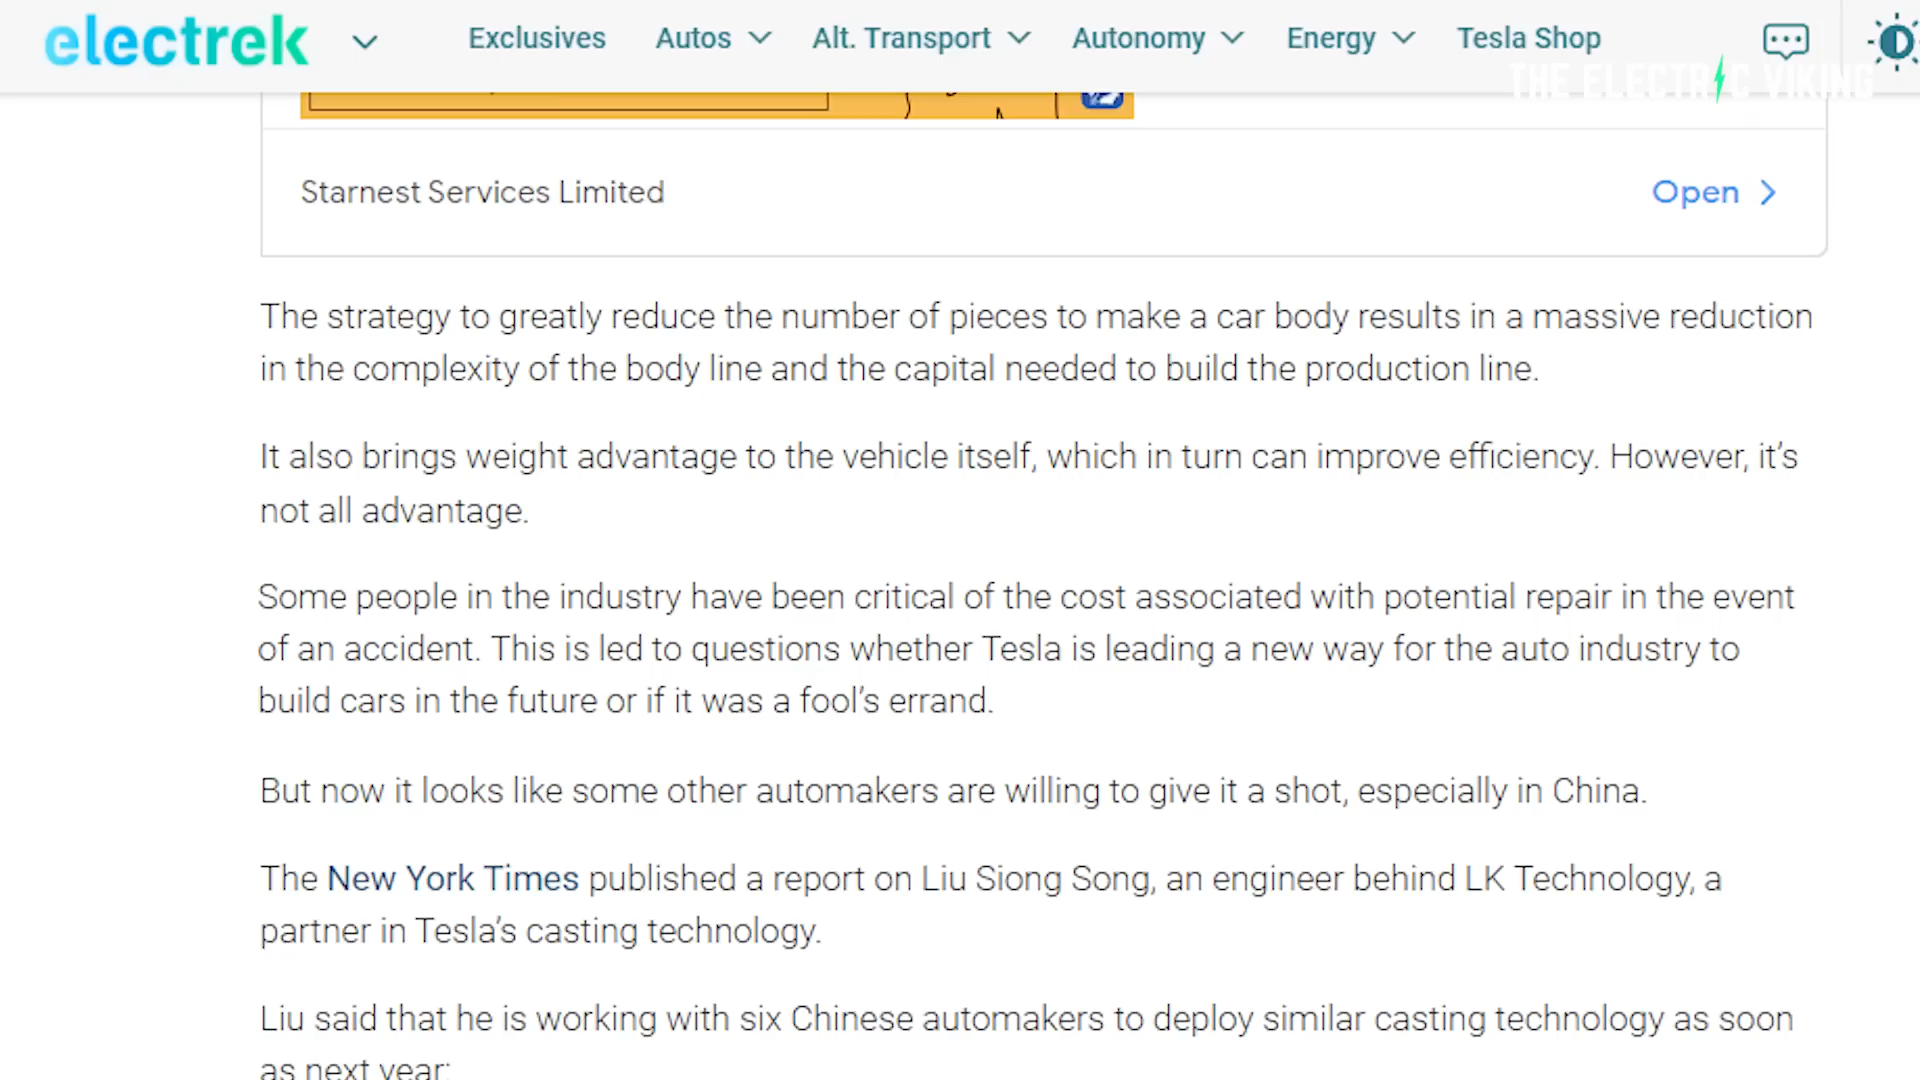 electrek
Exclusives Autos Alt. Transport Autonomy Energy Tesla Shop
THE ELECTRIC VIKING
Starnest Services Limited
Open
The strategy to greatly reduce the number of pieces to make a car body results in a massive reduction
in the complexity of the body line and the capital needed to build the production line.
It also brings weight advantage to the vehicle itself, which in turn can improve efficiency. However, it’s
not all advantage.
Some people in the industry have been critical of the cost associated with potential repair in the event
of an accident. This is led to questions whether Tesla is leading a new way for the auto industry to
build cars in the future or if it was a fool’s errand.
But now it looks like some other automakers are willing to give it a shot, especially in China.
The New York Times published a report on Liu Siong Song, an engineer behind LK Technology, a
partner in Tesla’s casting technology.
Liu said that he is working with six Chinese automakers to deploy similar casting technology as soon
as next year: